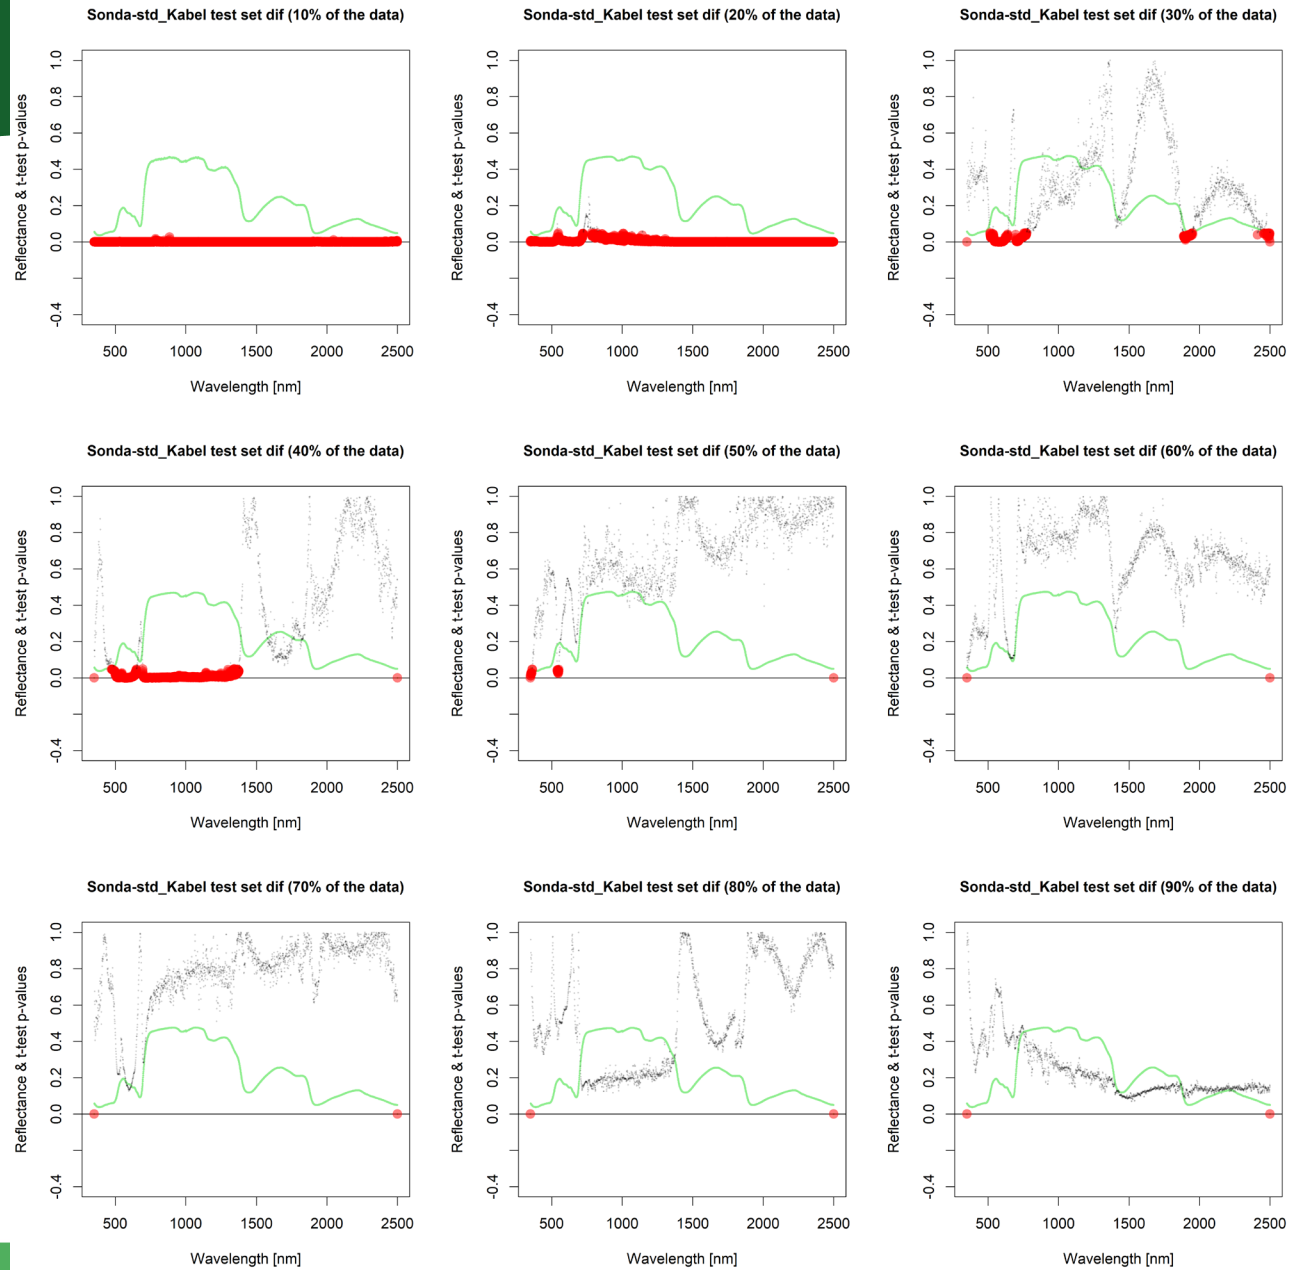 Sonda-std_Kabel test set dif (10% of the data)
Reflectance & t-test p-values
1.0
0.8
0.6
0.4
0.2
0.0
-0.4
500 1000 1500 2000 2500
Wavelength [nm]
Sonda-std_Kabel test set dif (20% of the data)
Reflectance & t-test p-values
1.0
0.8
0.6
0.4
0.2
0.0
-0.4
500 1000 1500 2000 2500
Wavelength [nm]
Sonda-std_Kabel test set dif (30% of the data)
Reflectance & t-test p-values
1.0
0.8
0.6
0.4
0.2
0.0
-0.4
500 1000 1500 2000 2500
Wavelength [nm]
Sonda-std_Kabel test set dif (40% of the data)
Reflectance & t-test p-values
1.0
0.8
0.6
0.4
0.2
0.0
-0.4
500 1000 1500 2000 2500
Wavelength [nm]
Sonda-std_Kabel test set dif (50% of the data)
Reflectance & t-test p-values
1.0
0.8
0.6
0.4
0.2
0.0
-0.4
500 1000 1500 2000 2500
Wavelength [nm]
Sonda-std_Kabel test set dif (60% of the data)
Reflectance & t-test p-values
1.0
0.8
0.6
0.4
0.2
0.0
-0.4
500 1000 1500 2000 2500
Wavelength [nm]
Sonda-std_Kabel test set dif (70% of the data)
Reflectance & t-test p-values
1.0
0.8
0.6
0.4
0.2
0.0
-0.4
500 1000 1500 2000 2500
Wavelength [nm]
Sonda-std_Kabel test set dif (80% of the data)
Reflectance & t-test p-values
1.0
0.8
0.6
0.4
0.2
0.0
-0.4
500 1000 1500 2000 2500
Wavelength [nm]
Sonda-std_Kabel test set dif (90% of the data)
Reflectance & t-test p-values
1.0
0.8
0.6
0.4
0.2
0.0
-0.4
500 1000 1500 2000 2500
Wavelength [nm]